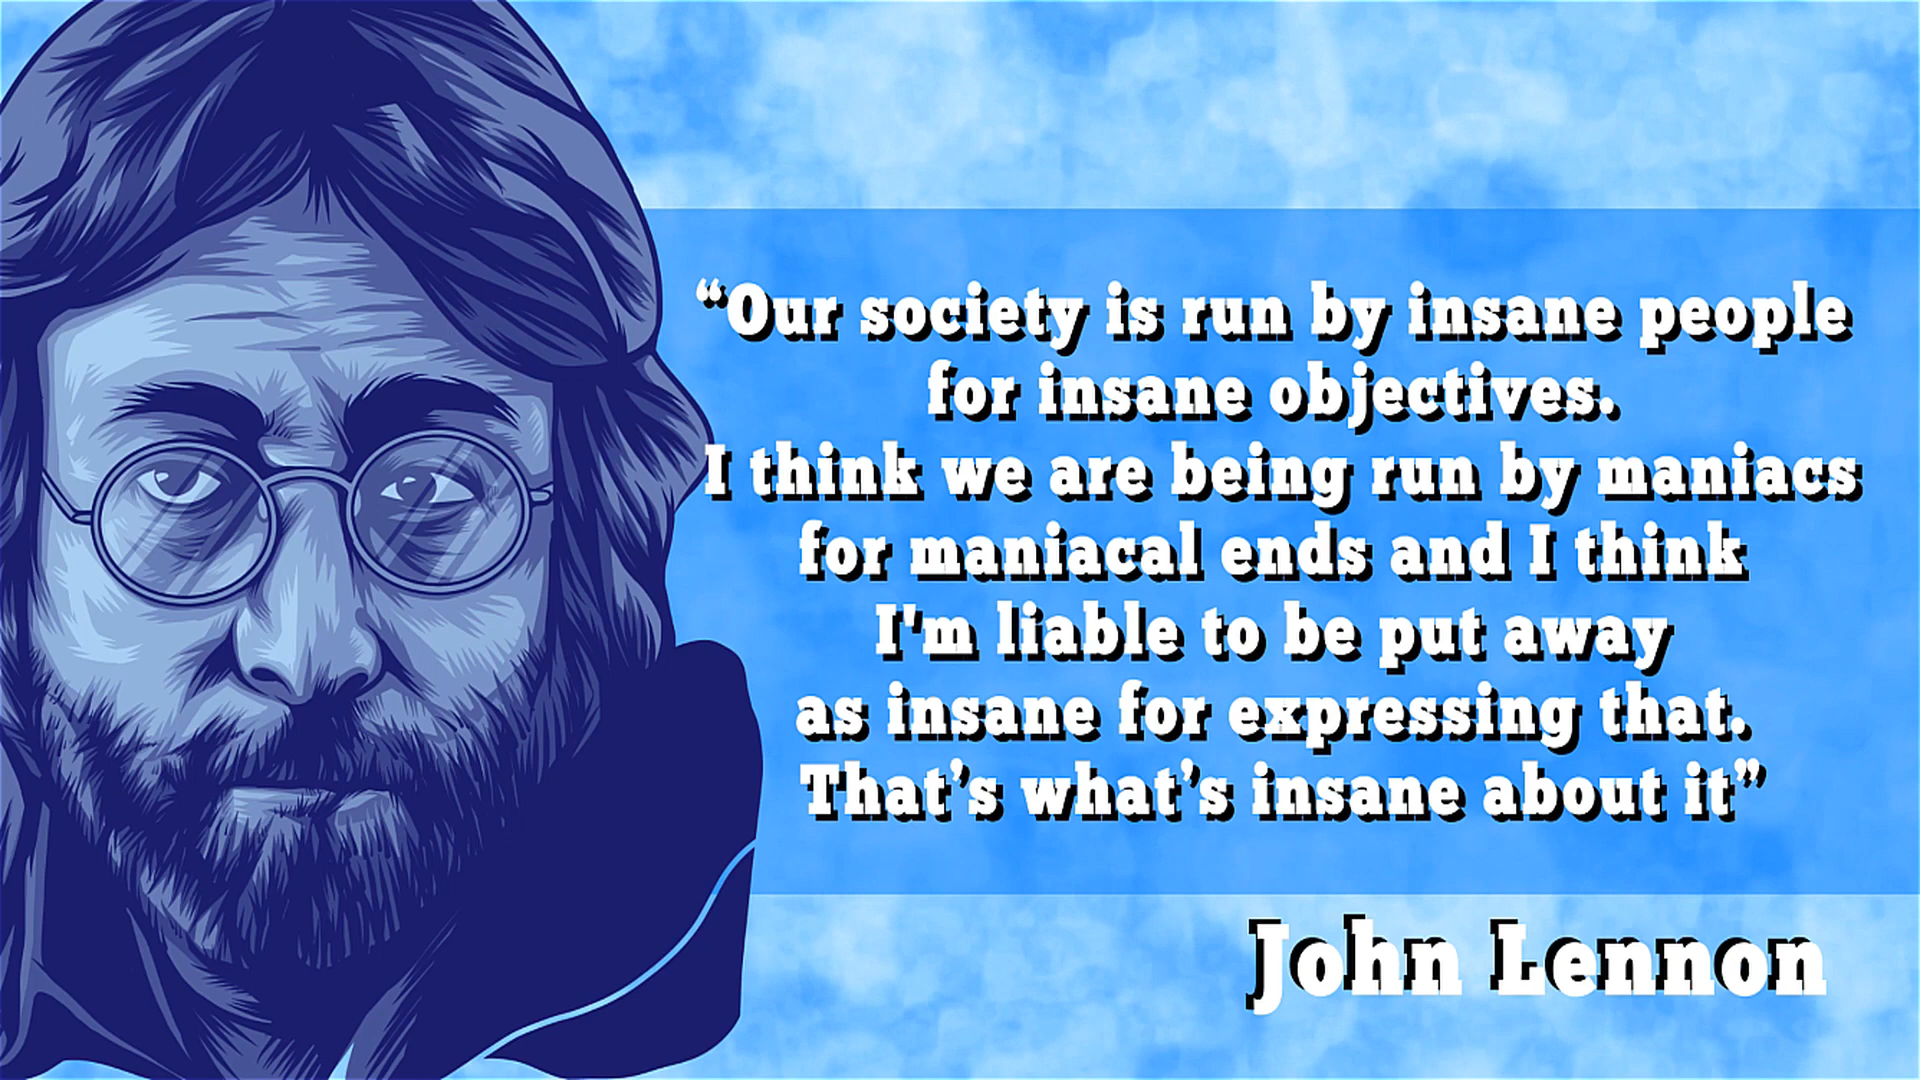 “Our society is run by insane people
for insane objectives.
I think we are being run by maniacs
for maniacal ends and I think
I'm liable to be put away
as insane for expressing that.
That’s what’s insane about it”
John Lennon